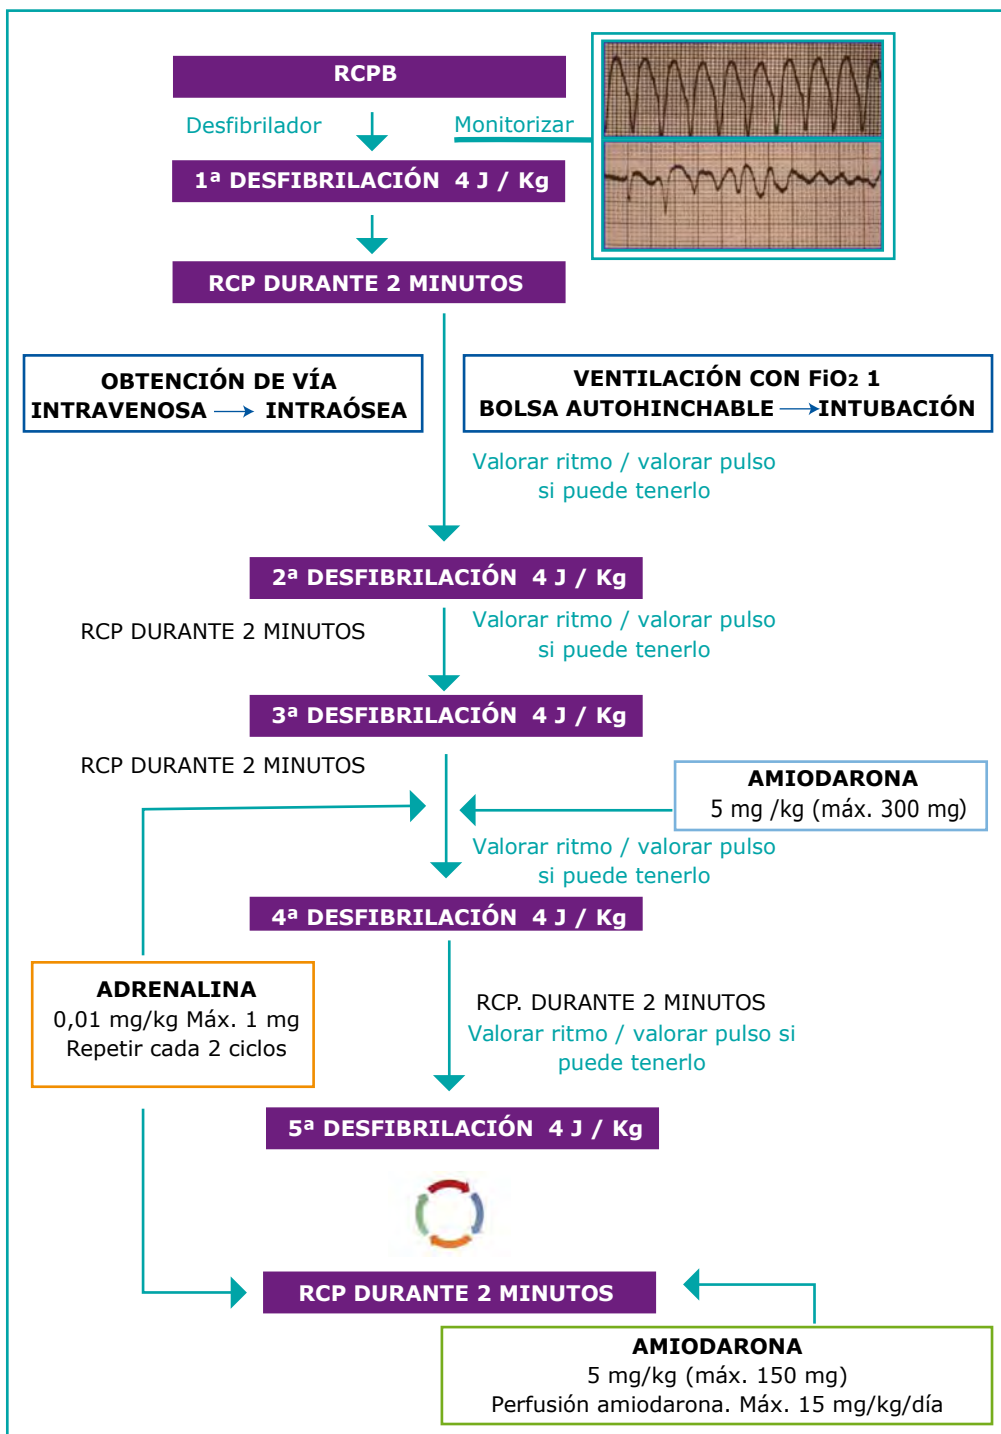 RCPB
Desfibrilador
Monitorizar
1ª DESFIBRILACIÓN 4 J / Kg
RCP DURANTE 2 MINUTOS
OBTENCIÓN DE VÍA
INTRAVENOSA → INTRAÓSEA
VENTILACIÓN CON FiO₂ 1
BOLSA AUTOHINCHABLE → INTUBACIÓN
Valorar ritmo / valorar pulso
si puede tenerlo
2ª DESFIBRILACIÓN 4 J / Kg
RCP DURANTE 2 MINUTOS
Valorar ritmo / valorar pulso
si puede tenerlo
3ª DESFIBRILACIÓN 4 J / Kg
RCP DURANTE 2 MINUTOS
AMIODARONA
5 mg /kg (máx. 300 mg)
Valorar ritmo / valorar pulso
si puede tenerlo
4ª DESFIBRILACIÓN 4 J / Kg
ADRENALINA
0,01 mg/kg Máx. 1 mg
Repetir cada 2 ciclos
RCP. DURANTE 2 MINUTOS
Valorar ritmo / valorar pulso si
puede tenerlo
5ª DESFIBRILACIÓN 4 J / Kg
RCP DURANTE 2 MINUTOS
AMIODARONA
5 mg/kg (máx. 150 mg)
Perfusión amiodarona. Máx. 15 mg/kg/día